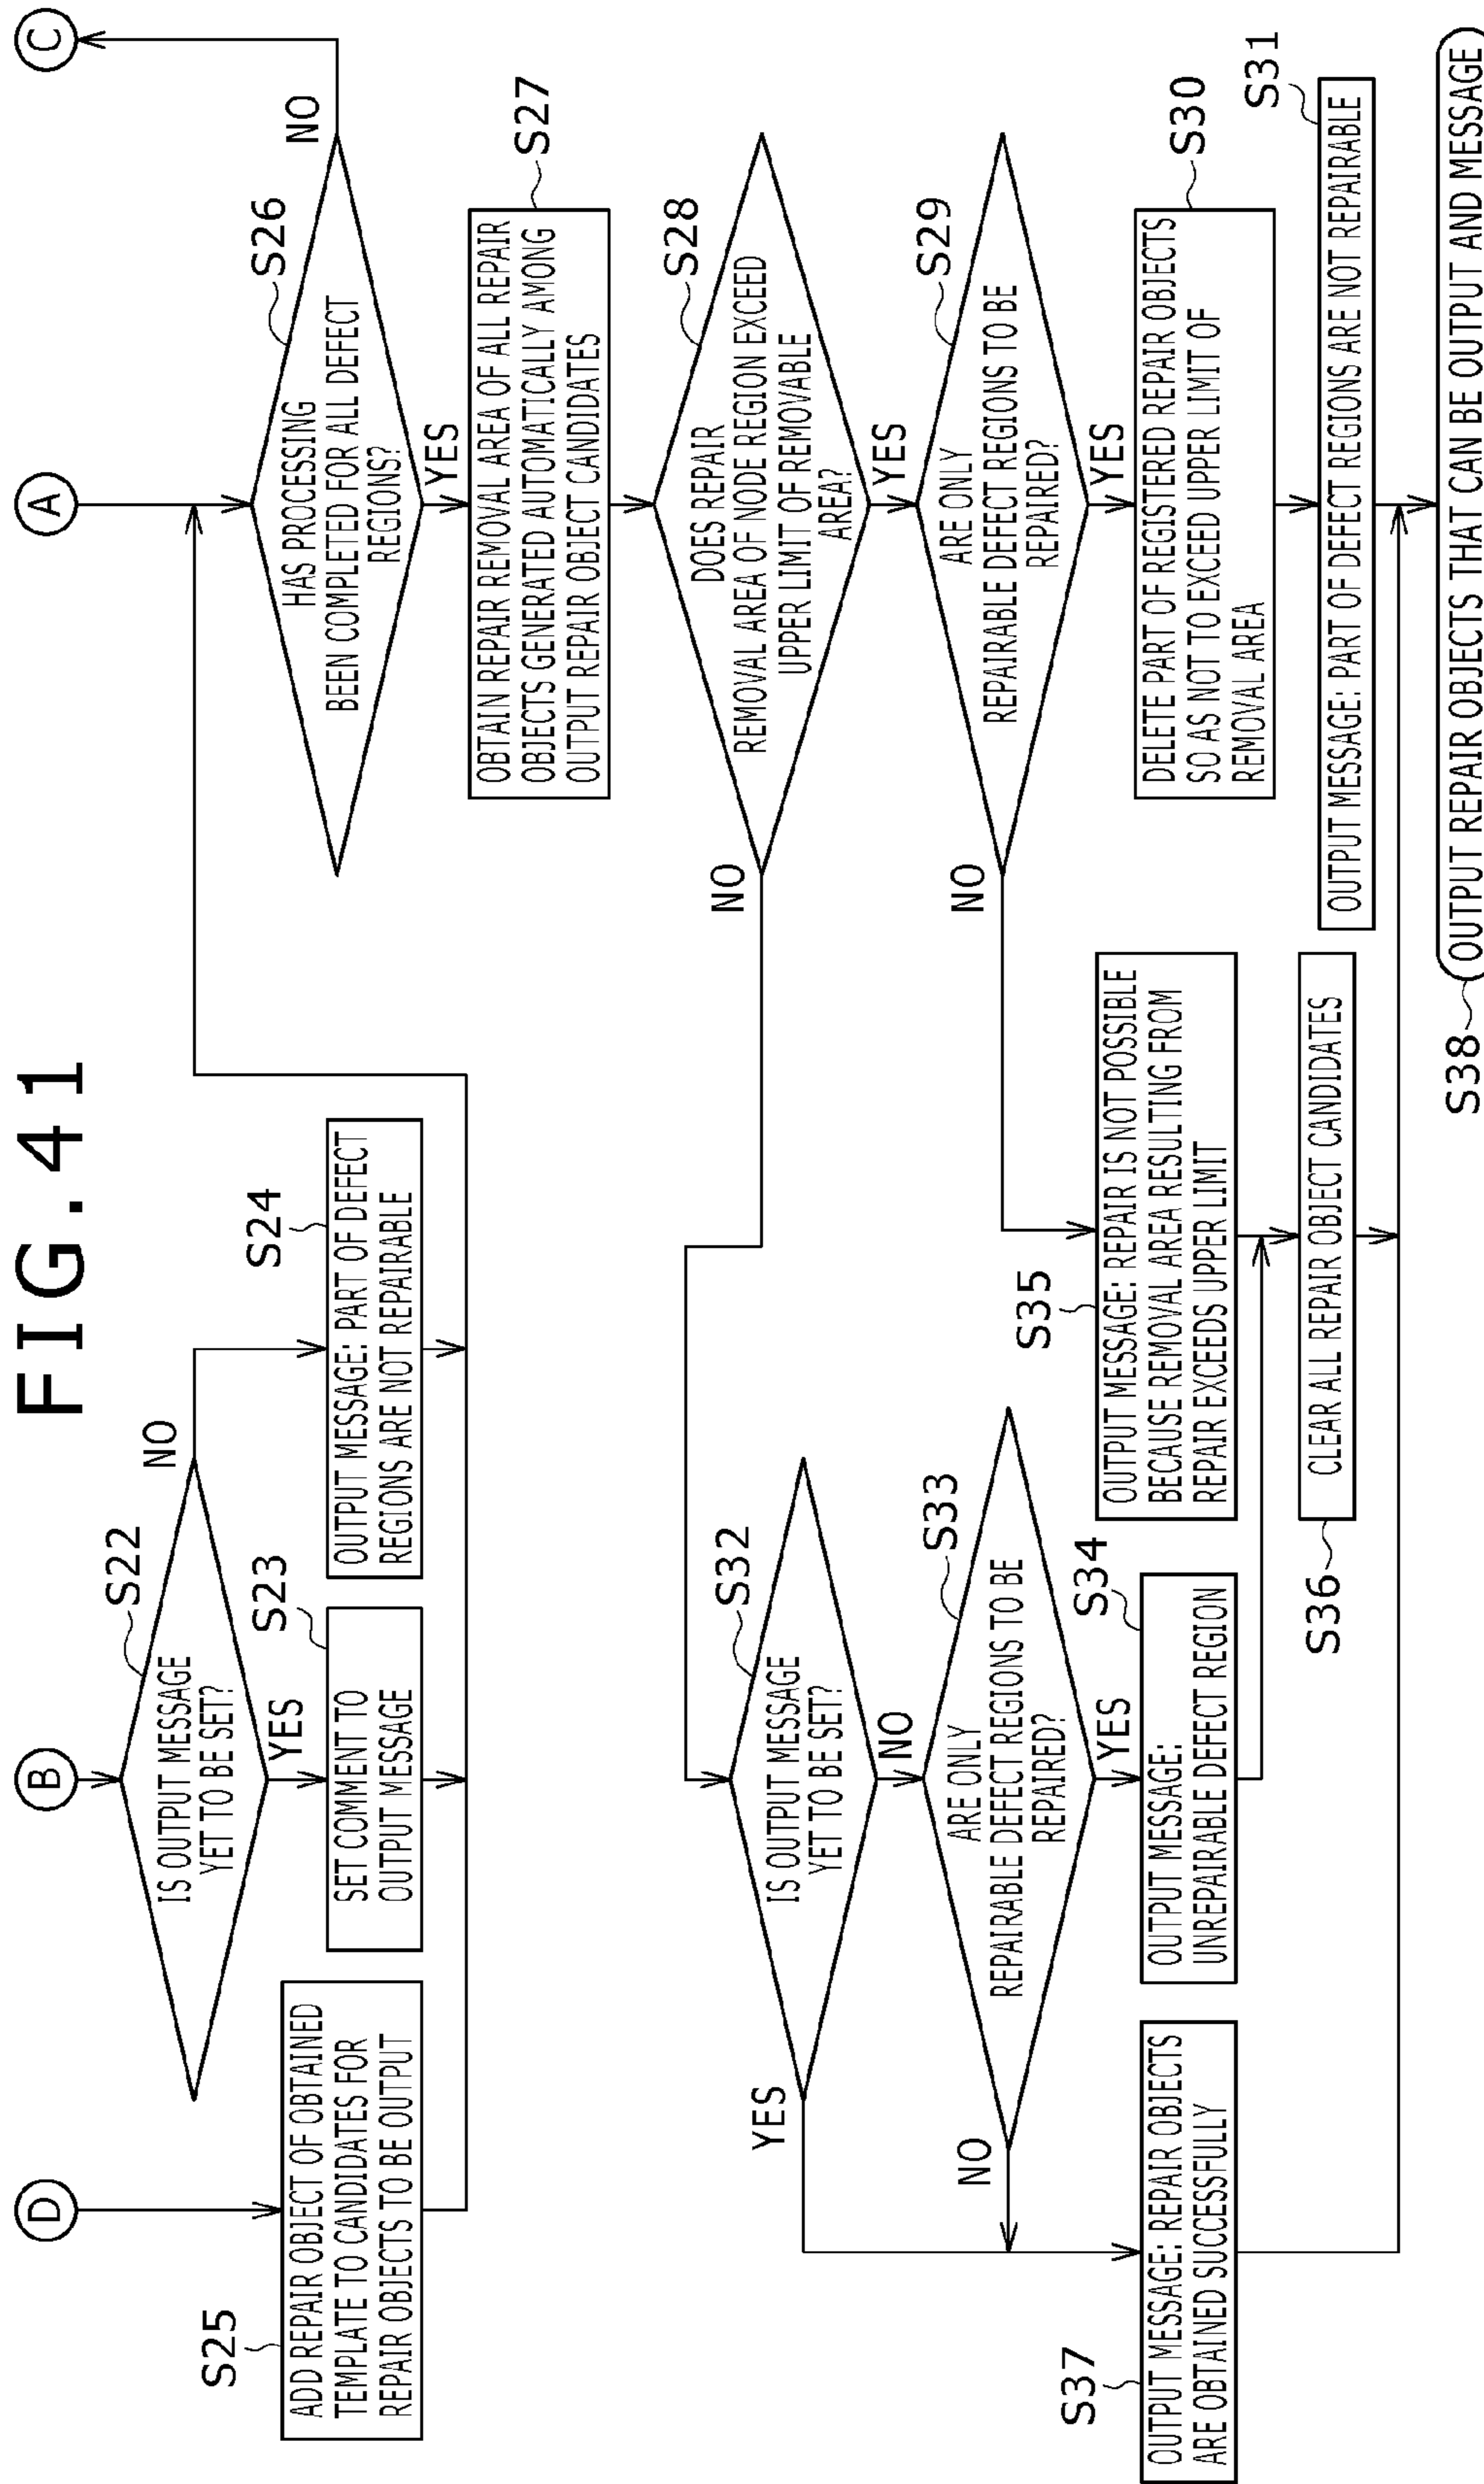 FIG.41
D
B
A
C
S25
ADD REPAIR OBJECT OF OBTAINED
TEMPLATE TO CANDIDATES FOR
REPAIR OBJECTS TO BE OUTPUT
S22
IS OUTPUT MESSAGE
YET TO BE SET?
NO
YES
S23
SET COMMENT TO
OUTPUT MESSAGE
S24
OUTPUT MESSAGE: PART OF DEFECT
REGIONS ARE NOT REPAIRABLE
S26
HAS PROCESSING
BEEN COMPLETED FOR ALL DEFECT
REGIONS?
NO
YES
S27
OBTAIN REPAIR REMOVAL AREA OF ALL REPAIR
OBJECTS GENERATED AUTOMATICALLY AMONG
OUTPUT REPAIR OBJECT CANDIDATES
S28
DOES REPAIR
REMOVAL AREA OF NODE REGION EXCEED
UPPER LIMIT OF REMOVABLE
AREA?
NO
YES
S29
ARE ONLY
REPAIRABLE DEFECT REGIONS TO BE
REPAIRED?
NO
YES
S30
DELETE PART OF REGISTERED REPAIR OBJECTS
SO AS NOT TO EXCEED UPPER LIMIT OF
REMOVAL AREA
S31
OUTPUT MESSAGE: PART OF DEFECT REGIONS ARE NOT REPAIRABLE
S32
IS OUTPUT MESSAGE
YET TO BE SET?
YES
NO
S33
ARE ONLY
REPAIRABLE DEFECT REGIONS TO BE
REPAIRED?
NO
YES
S34
OUTPUT MESSAGE:
UNREPAIRABLE DEFECT REGION
S35
OUTPUT MESSAGE: REPAIR IS NOT POSSIBLE
BECAUSE REMOVAL AREA RESULTING FROM
REPAIR EXCEEDS UPPER LIMIT
S36
CLEAR ALL REPAIR OBJECT CANDIDATES
S37
OUTPUT MESSAGE: REPAIR OBJECTS
ARE OBTAINED SUCCESSFULLY
S38
OUTPUT REPAIR OBJECTS THAT CAN BE OUTPUT AND MESSAGE